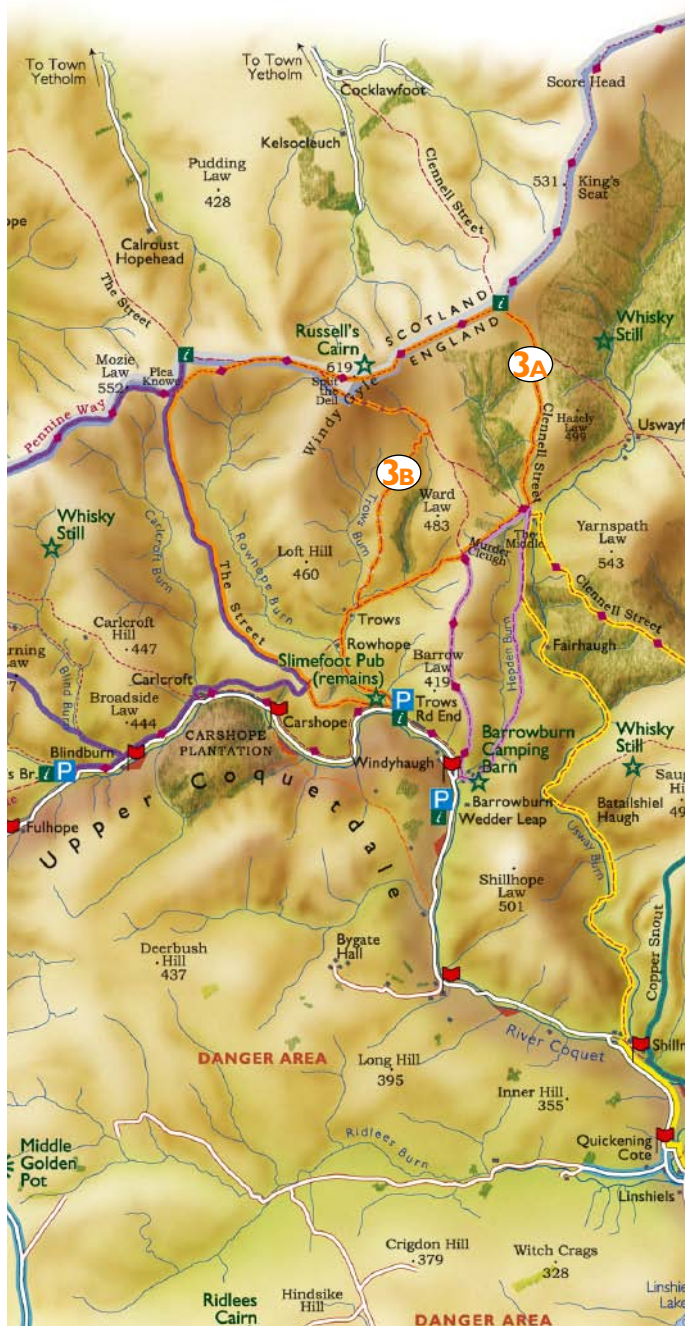 To Town
Yetholm
To Town
Yetholm
Cocklawfoot
Score Head
Kelsocleuch
Clennell Street
Pudding
Law
428
531
King's
Seat
Calroust
Hopehead
The Street
SCOTLAND
ENGLAND
Russell's
Cairn
619
Whisky
Still
i
i
3A
Mozie
Law
552
Plea
Knowe
Split
the
Deil
Windy Gyle
Pennine Way
Clennell Street
Hazely
Law
499
3B
Whisky
Still
Carlcroft Burn
Rowhope Burn
Trows Burn
Ward
Law
483
The Middle
Murder
Cleugh
Yarnspath
Law
543
Loft Hill
460
The Street
Clennell Street
Trows
Carlcroft
Hill
447
Rowhope
Hepden Burn
Fairhaugh
Slimefoot Pub
(remains)
Barrow
Law
419
Blind Burn
Carlcroft
Broadside
Law
444
P
i
Trows
Rd End
Carshope
CARSHOPE
PLANTATION
Blindburn
i
P
Windyhaugh
Barrowburn
Camping
Barn
Whisky
Still
Fulhope
P
i
Barrowburn
Wedder Leap
Batailshiel
Haugh
Upper Coquetdale
Usway Burn
Shillhope
Law
501
Copper Snout
Deerbush
Hill
437
Bygate
Hall
River Coquet
DANGER AREA
Long Hill
395
Inner Hill
355
Ridlees Burn
Quickening
Cote
Middle
Golden
Pot
Linshiels
Crigdon Hill
379
Witch Crags
328
Ridlees
Cairn
Hindsike
Hill
DANGER AREA